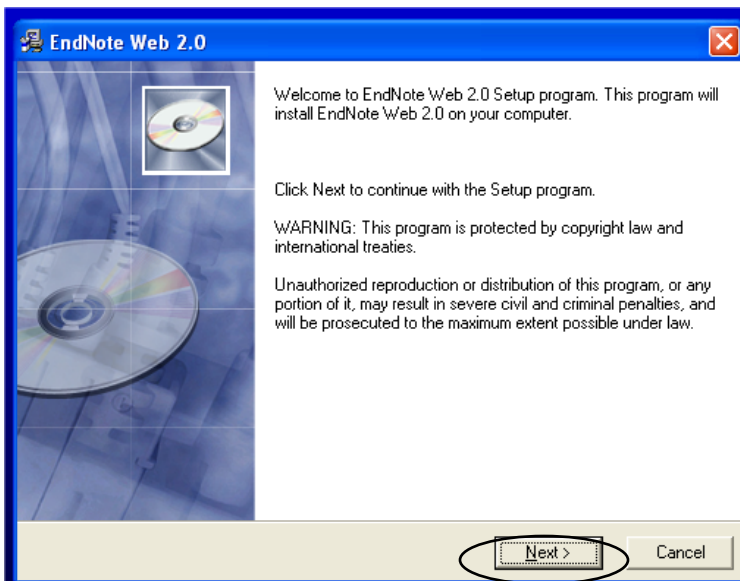 EndNote Web 2.0
Welcome to EndNote Web 2.0 Setup program. This program will
install EndNote Web 2.0 on your computer.
Click Next to continue with the Setup program.
WARNING: This program is protected by copyright law and
international treaties.
Unauthorized reproduction or distribution of this program, or any
portion of it, may result in severe civil and criminal penalties, and
will be prosecuted to the maximum extent possible under law.
Next > Cancel